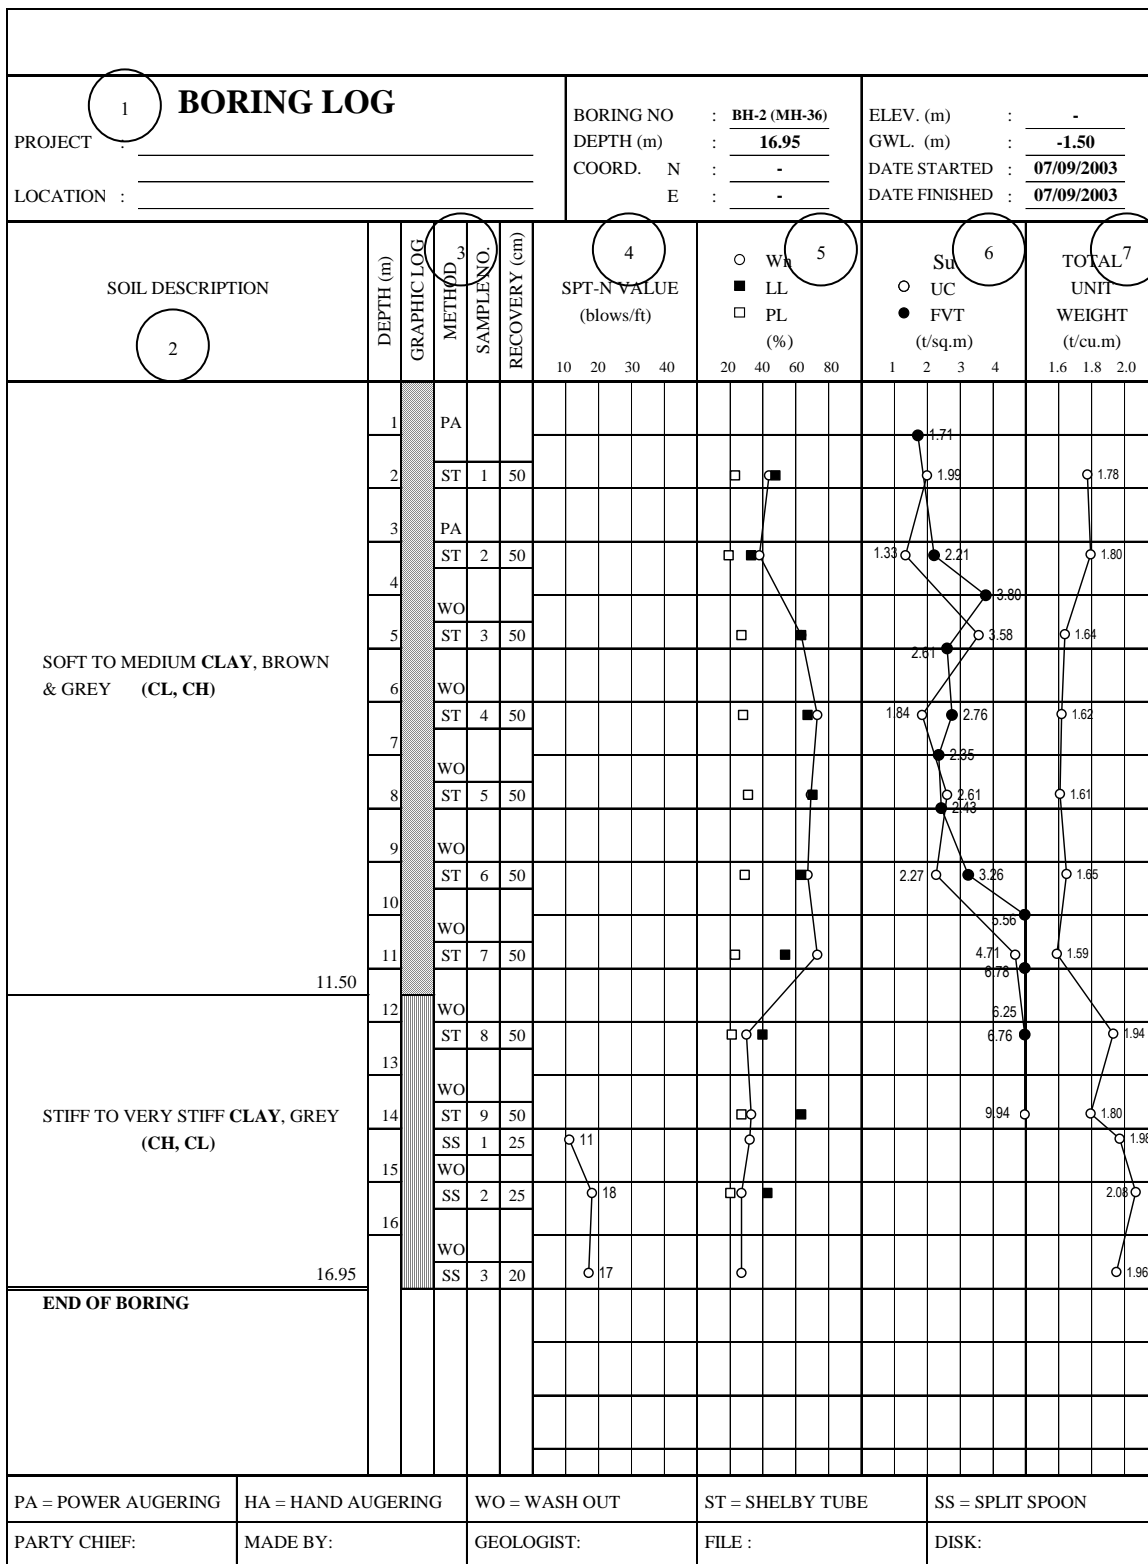 1 BORING LOG
PROJECT :
LOCATION :
BORING NO : BH-2 (MH-36)
DEPTH (m) : 16.95
COORD. N : -
E : -
ELEV. (m) : -
GWL. (m) : -1.50
DATE STARTED : 07/09/2003
DATE FINISHED : 07/09/2003
SOIL DESCRIPTION
2
DEPTH (m)
GRAPHIC LOG
METHOD
3
SAMPLE NO.
RECOVERY (cm)
4
SPT-N VALUE
(blows/ft)
10 20 30 40
5
Wn
LL
PL
(%)
20 40 60 80
6
Su
UC
FVT
(t/sq.m)
1 2 3 4
7
TOTAL
UNIT
WEIGHT
(t/cu.m)
1.6 1.8 2.0
1 PA
1.71
2 ST 1 50 1.99 1.78
3 PA
ST 2 50 1.33 2.21 1.80
4
3.80
WO
5 ST 3 50 3.58 1.64
2.61
SOFT TO MEDIUM CLAY, BROWN
& GREY (CL, CH)
6 WO
ST 4 50 1.84 2.76 1.62
7
2.35
WO
8 ST 5 50 2.61 1.61
2.43
9 WO
ST 6 50 2.27 3.26 1.65
10
5.56
WO
11 ST 7 50 4.71 1.59
6.78
11.50
12 WO 6.25
ST 8 50 6.76 1.94
13
WO
STIFF TO VERY STIFF CLAY, GREY
(CH, CL)
14 ST 9 50 9.94 1.80
SS 1 25 11 1.98
15 WO
SS 2 25 18 2.08
16
WO
16.95 SS 3 20 17 1.96
END OF BORING
PA = POWER AUGERING HA = HAND AUGERING WO = WASH OUT ST = SHELBY TUBE SS = SPLIT SPOON
PARTY CHIEF: MADE BY: GEOLOGIST: FILE : DISK: